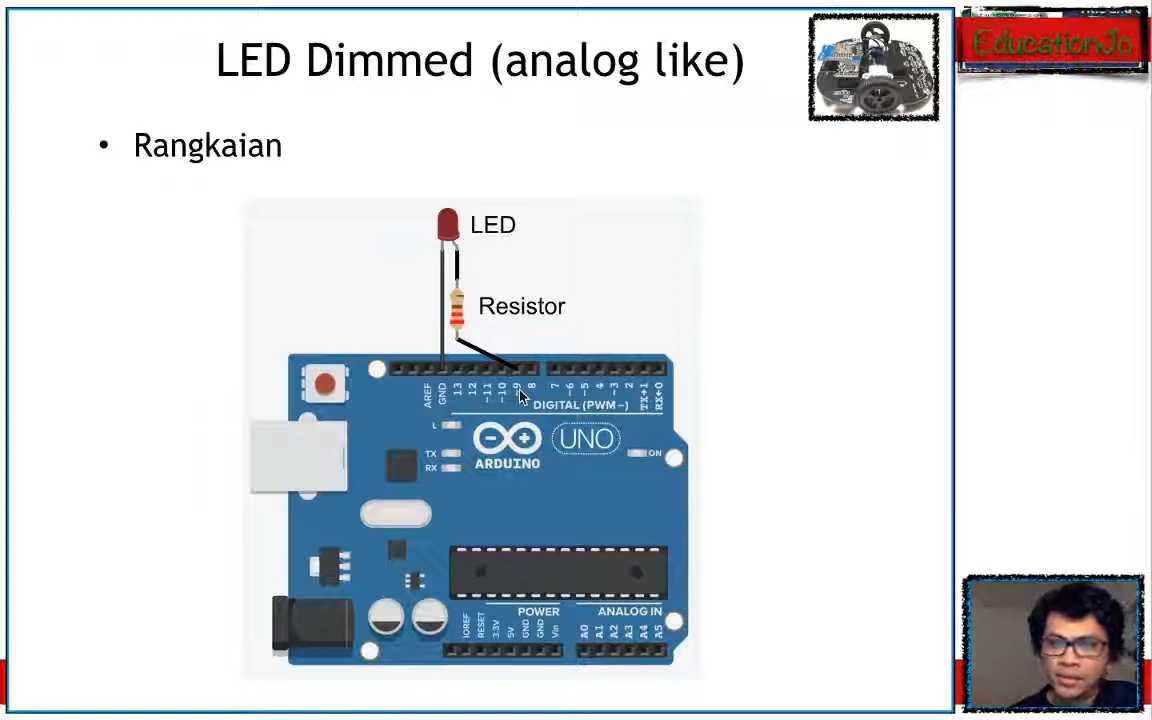 LED Dimmed (analog like)
EducationJo
• Rangkaian
LED
Resistor
AREF
GND
13
12
~11
~10
~9
8
7
~6
~5
4
~3
2
TX→1
RX←0
DIGITAL (PWM~)
L
TX
RX
ARDUINO
UNO
ON
POWER
ANALOG IN
IOREF
RESET
3.3V
5V
GND
GND
Vin
A0
A1
A2
A3
A4
A5